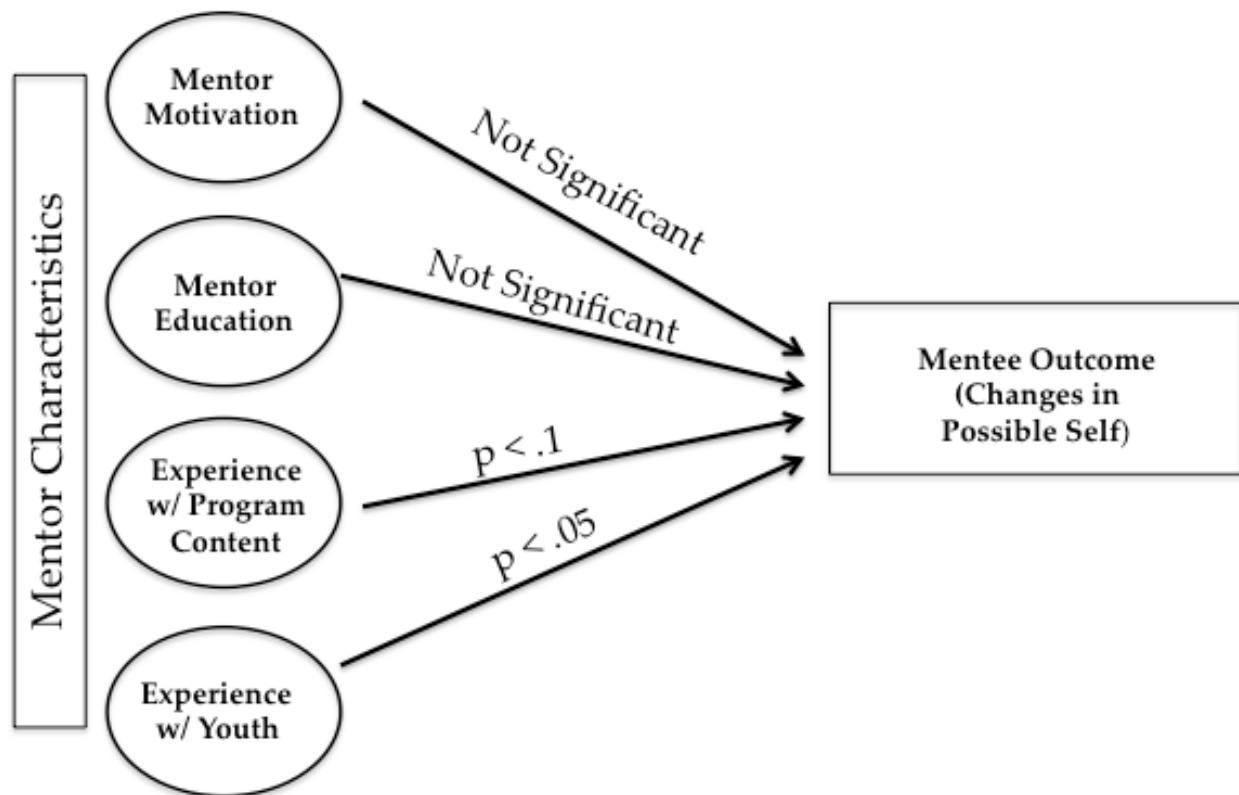 Mentor Characteristics
Mentor
Motivation
Not Significant
Mentor
Education
Not Significant
Experience
w/ Program
Content
p < .1
Experience
w/ Youth
p < .05
Mentee Outcome
(Changes in
Possible Self)